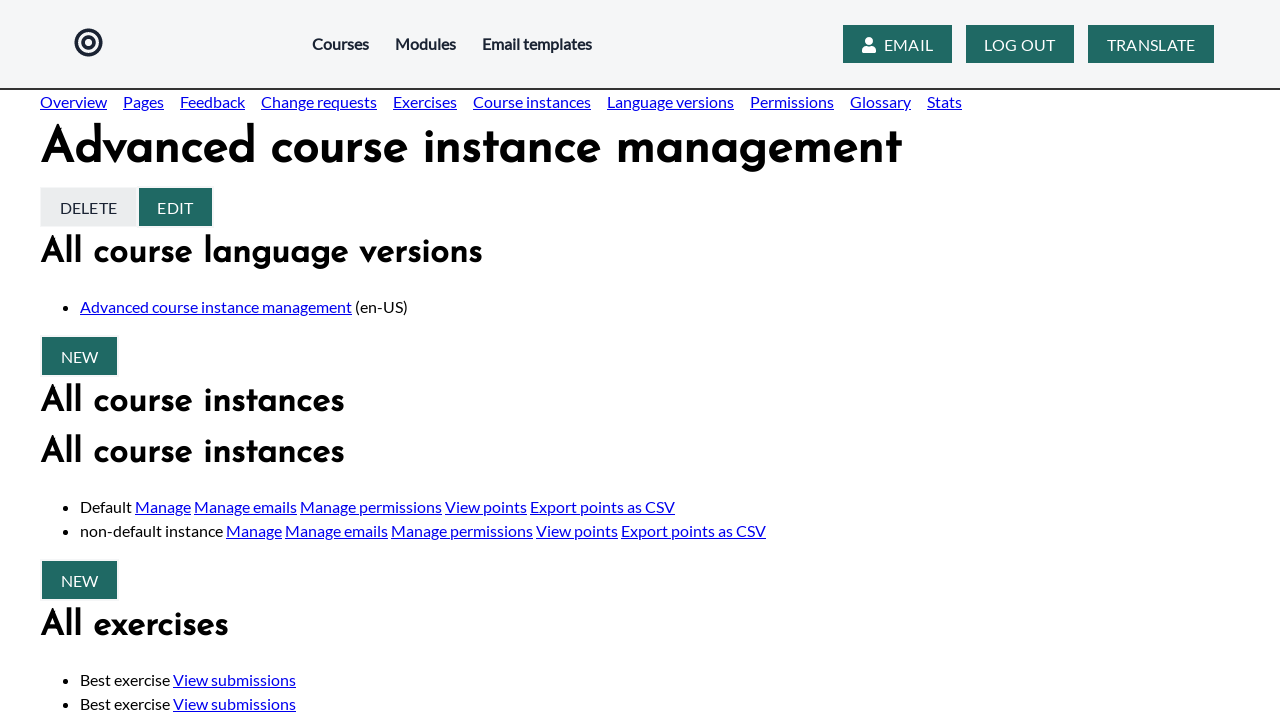 Courses Modules Email templates EMAIL LOG OUT TRANSLATE
Overview Pages Feedback Change requests Exercises Course instances Language versions Permissions Glossary Stats
Advanced course instance management
DELETE EDIT
All course language versions
Advanced course instance management (en-US)
NEW
All course instances
All course instances
Default Manage Manage emails Manage permissions View points Export points as CSV
non-default instance Manage Manage emails Manage permissions View points Export points as CSV
NEW
All exercises
Best exercise View submissions
Best exercise View submissions